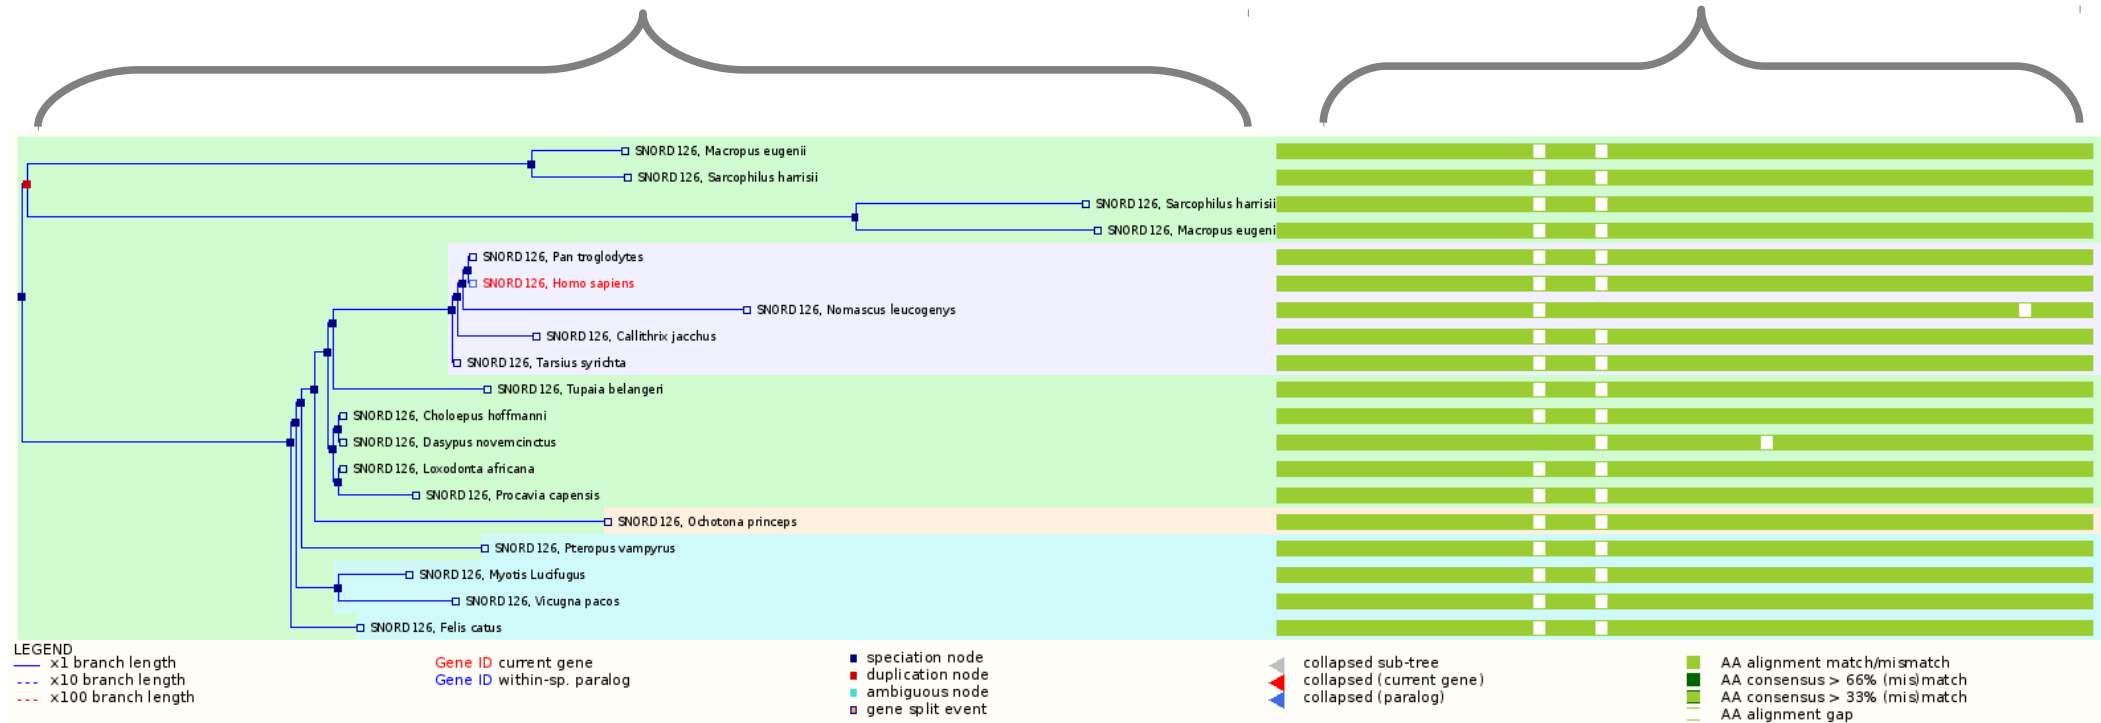 SNORD126, Macropus eugenii
SNORD126, Sarcophilus harrisii
SNORD126, Sarcophilus harrisii
SNORD126, Macropus eugeni
SNORD126, Pan troglodytes
SNORD126, Homo sapiens
SNORD126, Nomascus leucogenys
SNORD126, Callithrix jacchus
SNORD126, Tarsius syrichta
SNORD126, Tupaia belangeri
SNORD126, Choloepus hoffmanni
SNORD126, Dasypus novemcinctus
SNORD126, Loxodonta africana
SNORD126, Procavia capensis
SNORD126, Ochotona princeps
SNORD126, Pteropus vampyrus
SNORD126, Myotis Lucifugus
SNORD126, Vicugna pacos
SNORD126, Felis catus
LEGEND
x1 branch length
x10 branch length
x100 branch length
Gene ID current gene
Gene ID within-sp. paralog
speciation node
duplication node
ambiguous node
gene split event
collapsed sub-tree
collapsed (current gene)
collapsed (paralog)
AA alignment match/mismatch
AA consensus > 66% (mis)match
AA consensus > 33% (mis)match
AA alignment gap